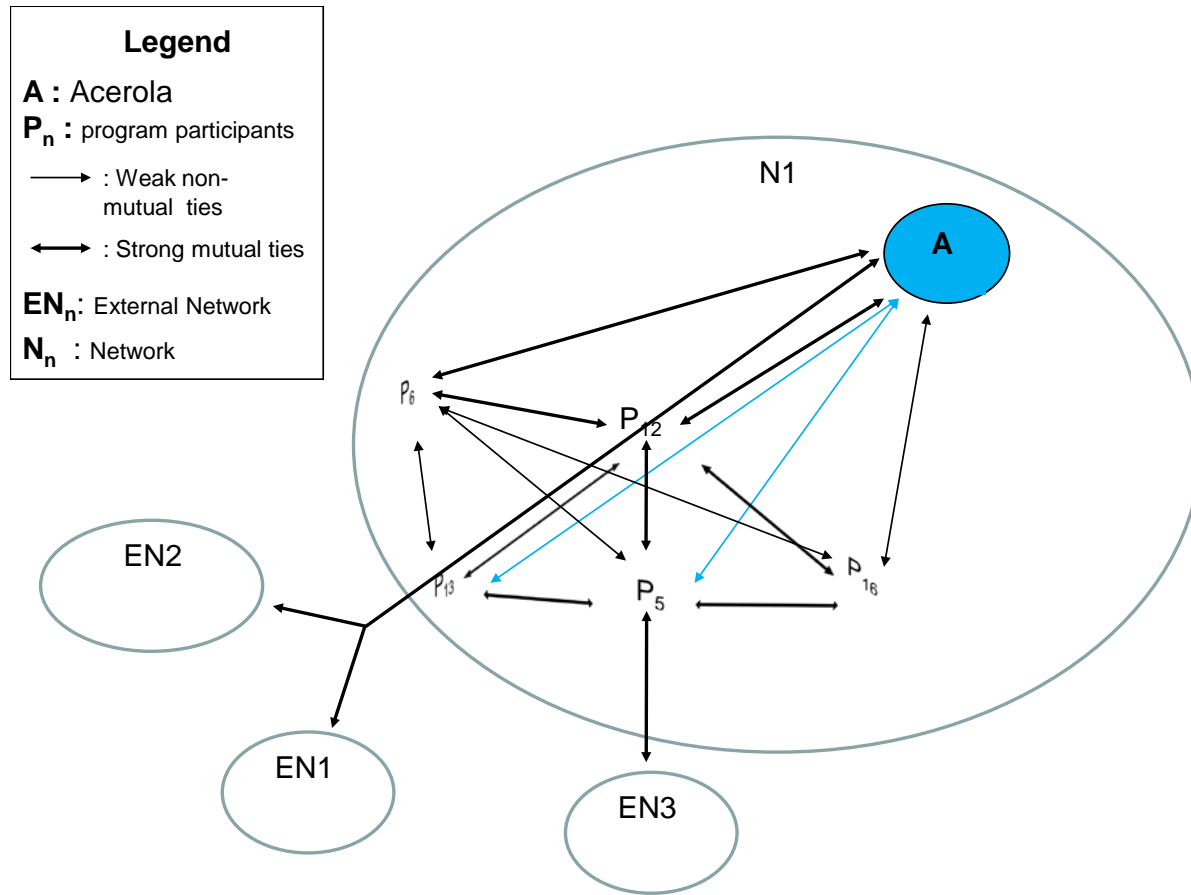 Legend
A : Acerola
Pn : program participants
: Weak non-
mutual ties
: Strong mutual ties
ENn: External Network
Nn : Network
N1
A
P6
P12
EN2
P13
P5
P16
EN1
EN3